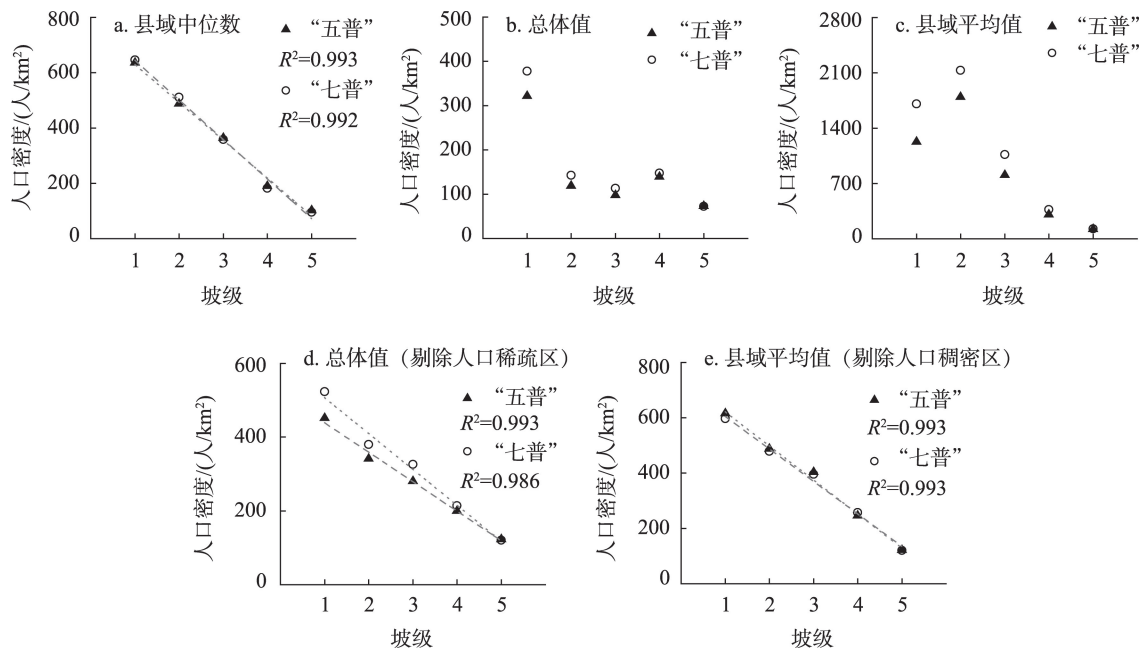 a. 县域中位数
“五普”
R²=0.993
“七普”
R²=0.992
人口密度/(人/km²)
800
600
400
200
0
1 2 3 4 5
坡级
b. 总体值
“五普”
“七普”
人口密度/(人/km²)
500
400
300
200
100
0
1 2 3 4 5
坡级
c. 县域平均值
“五普”
“七普”
人口密度/(人/km²)
2800
2100
1400
700
0
1 2 3 4 5
坡级
d. 总体值（剔除人口稀疏区）
“五普”
R²=0.993
“七普”
R²=0.986
人口密度/(人/km²)
600
400
200
0
1 2 3 4 5
坡级
e. 县域平均值（剔除人口稠密区）
“五普”
R²=0.993
“七普”
R²=0.993
人口密度/(人/km²)
800
600
400
200
0
1 2 3 4 5
坡级